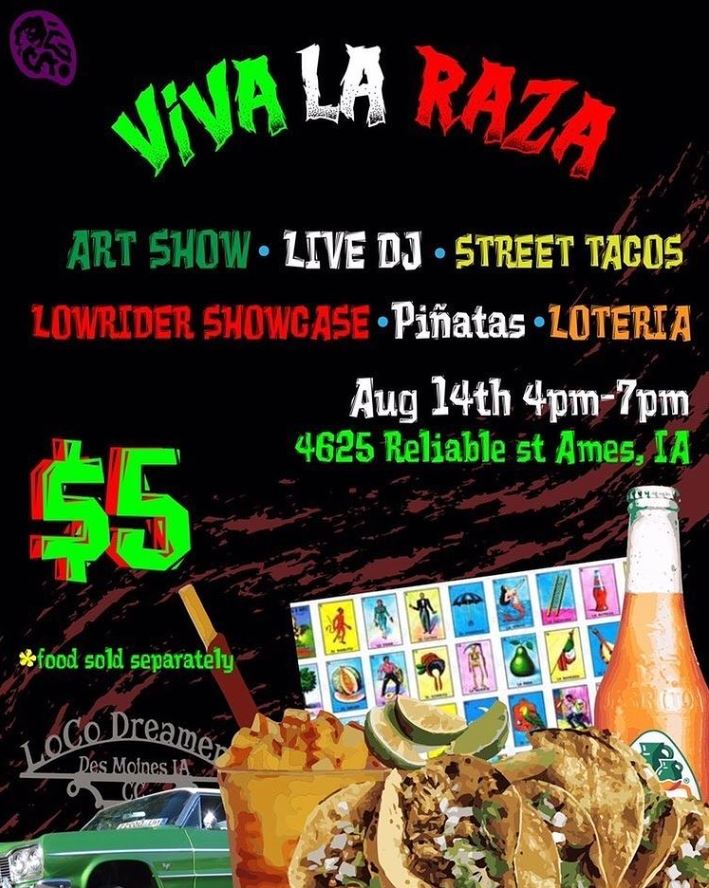 VIVA LA RAZA
ART SHOW • LIVE DJ • STREET TACOS
LOWRIDER SHOWCASE • Piñatas • LOTERIA
Aug 14th 4pm-7pm
4625 Reliable st Ames, IA
$5
*food sold separately
LoCo Dreamer
Des Moines IA
CC